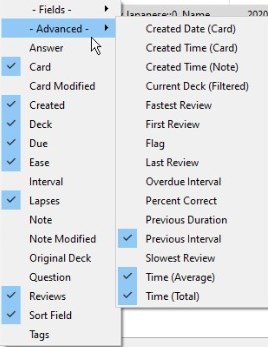 - Fields -
- Advanced -
Answer
Card
Card Modified
Created
Deck
Due
Ease
Interval
Lapses
Note
Note Modified
Original Deck
Question
Reviews
Sort Field
Tags
Japanese::0. Name 2020
Created Date (Card)
Created Time (Card)
Created Time (Note)
Current Deck (Filtered)
Fastest Review
First Review
Flag
Last Review
Overdue Interval
Percent Correct
Previous Duration
Previous Interval
Slowest Review
Time (Average)
Time (Total)